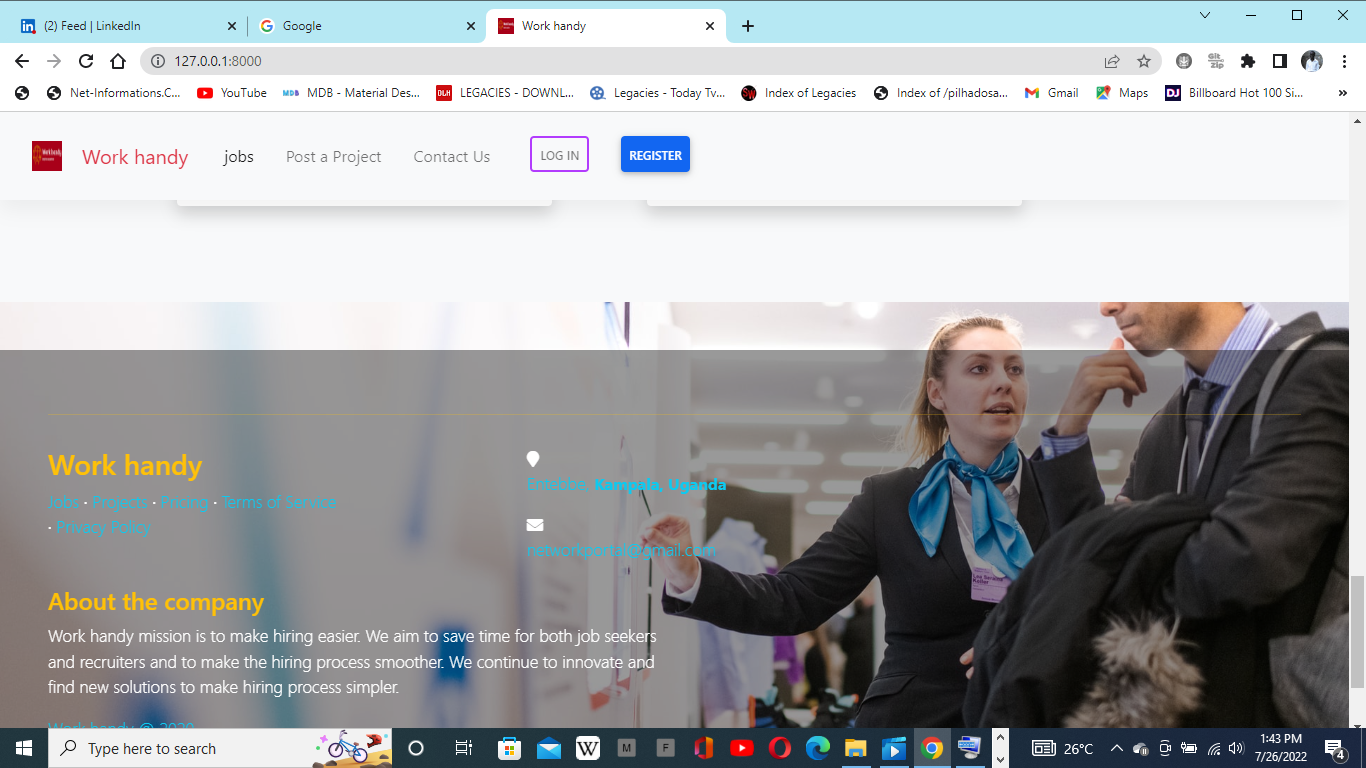 (2) Feed | LinkedIn
Google
Work handy
127.0.0.1:8000
Git
zip
Net-Informations.C...
YouTube
MDB - Material Des...
LEGACIES - DOWNL...
Legacies - Today Tv...
Index of Legacies
Index of /pilhadosa...
Gmail
Maps
Billboard Hot 100 Si...
»
Work handy
jobs
Post a Project
Contact Us
LOG IN
REGISTER
Work handy
Jobs · Projects · Pricing · Terms of Service
· Privacy Policy
Entebbe, Kampala, Uganda
networkportal@gmail.com
About the company
Work handy mission is to make hiring easier. We aim to save time for both job seekers
and recruiters and to make the hiring process smoother. We continue to innovate and
find new solutions to make hiring process simpler.
Work handy @ 2020
Type here to search
W
M
F
26°C
1:43 PM
7/26/2022
4